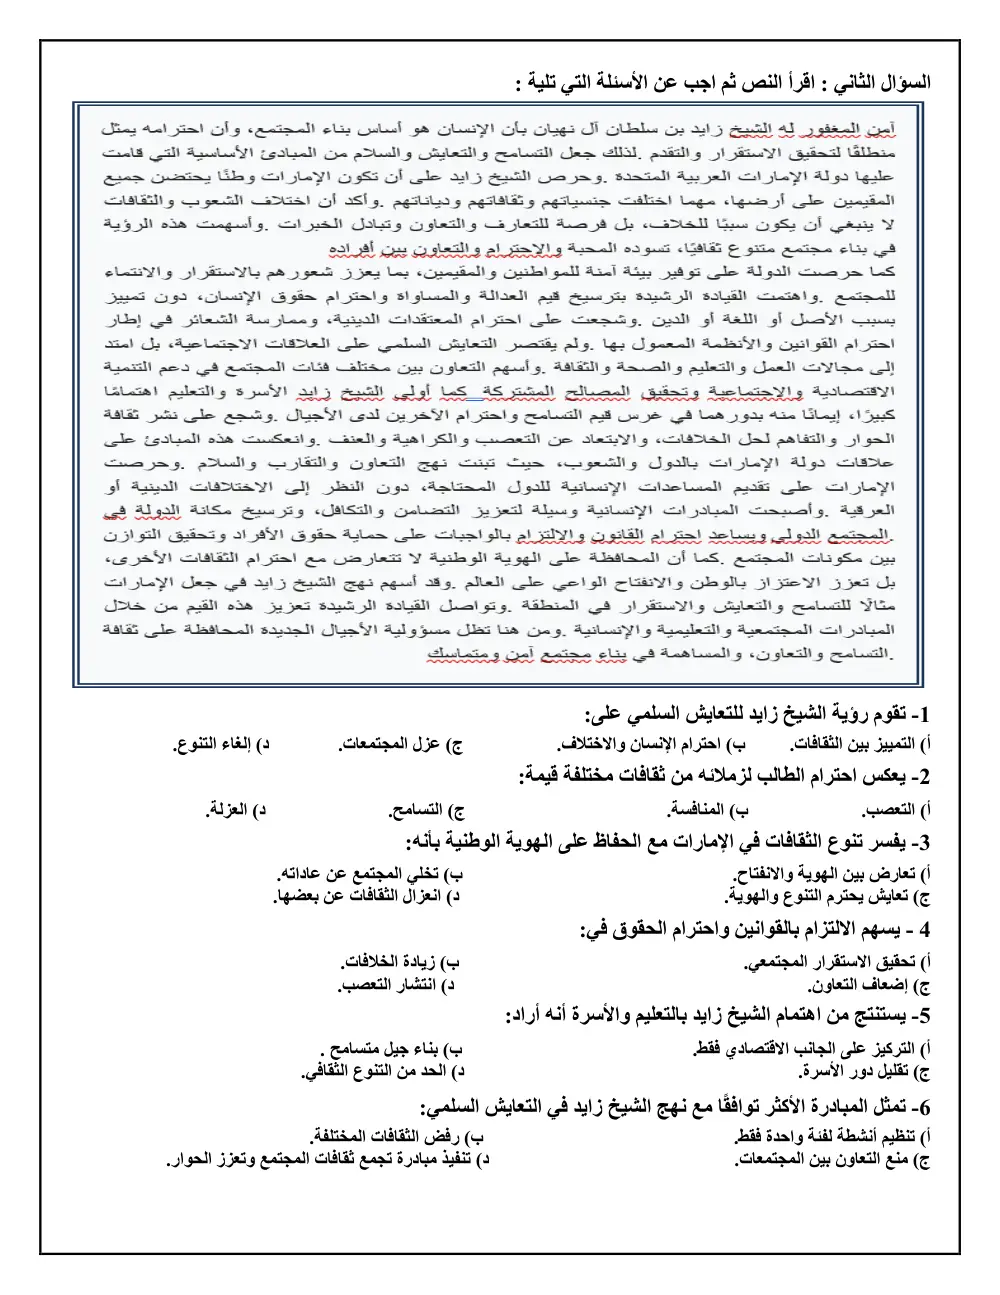 السؤال الثاني : اقرأ النص ثم اجب عن الأسئلة التي تلية :
آمن المغفور له الشيخ زايد بن سلطان آل نهيان بأن الإنسان هو أساس بناء المجتمع، وأن احترامه يمثل
منطلقًا لتحقيق الاستقرار والتقدم .لذلك جعل التسامح والتعايش والسلام من المبادئ الأساسية التي قامت
عليها دولة الإمارات العربية المتحدة .وحرص الشيخ زايد على أن تكون الإمارات وطنًا يحتضن جميع
المقيمين على أرضها، مهما اختلفت جنسياتهم وثقافاتهم ودياناتهم .وأكد أن اختلاف الشعوب والثقافات
لا ينبغي أن يكون سببًا للخلاف، بل فرصة للتعارف والتعاون وتبادل الخبرات .وأسهمت هذه الرؤية
في بناء مجتمع متنوع ثقافيًا، تسوده المحبة والاحترام والتعاون بين أفراده
كما حرصت الدولة على توفير بيئة آمنة للمواطنين والمقيمين، بما يعزز شعورهم بالاستقرار والانتماء
للمجتمع .واهتمت القيادة الرشيدة بترسيخ قيم العدالة والمساواة واحترام حقوق الإنسان، دون تمييز
بسبب الأصل أو اللغة أو الدين .وشجعت على احترام المعتقدات الدينية، وممارسة الشعائر في إطار
احترام القوانين والأنظمة المعمول بها .ولم يقتصر التعايش السلمي على العلاقات الاجتماعية، بل امتد
إلى مجالات العمل والتعليم والصحة والثقافة .وأسهم التعاون بين مختلف فئات المجتمع في دعم التنمية
الاقتصادية والاجتماعية وتحقيق المصالح المشتركة كما أولى الشيخ زايد الأسرة والتعليم اهتمامًا
كبيرًا، إيمانًا منه بدورهما في غرس قيم التسامح واحترام الآخرين لدى الأجيال .وشجع على نشر ثقافة
الحوار والتفاهم لحل الخلافات، والابتعاد عن التعصب والكراهية والعنف .وانعكست هذه المبادئ على
علاقات دولة الإمارات بالدول والشعوب، حيث تبنت نهج التعاون والتقارب والسلام .وحرصت
الإمارات على تقديم المساعدات الإنسانية للدول المحتاجة، دون النظر إلى الاختلافات الدينية أو
العرقية .وأصبحت المبادرات الإنسانية وسيلة لتعزيز التضامن والتكافل، وترسيخ مكانة الدولة في
.المجتمع الدولي ويساعد احترام القانون والالتزام بالواجبات على حماية حقوق الأفراد وتحقيق التوازن
بين مكونات المجتمع .كما أن المحافظة على الهوية الوطنية لا تتعارض مع احترام الثقافات الأخرى،
بل تعزز الاعتزاز بالوطن والانفتاح الواعي على العالم .وقد أسهم نهج الشيخ زايد في جعل الإمارات
مثالًا للتسامح والتعايش والاستقرار في المنطقة .وتواصل القيادة الرشيدة تعزيز هذه القيم من خلال
المبادرات المجتمعية والتعليمية والإنسانية .ومن هنا تظل مسؤولية الأجيال الجديدة المحافظة على ثقافة
.التسامح والتعاون، والمساهمة في بناء مجتمع آمن ومتماسك
1- تقوم رؤية الشيخ زايد للتعايش السلمي على:
أ) التمييز بين الثقافات. ب) احترام الإنسان والاختلاف. ج) عزل المجتمعات. د) إلغاء التنوع.
2- يعكس احترام الطالب لزملائه من ثقافات مختلفة قيمة:
أ) التعصب. ب) المنافسة. ج) التسامح. د) العزلة.
3- يفسر تنوع الثقافات في الإمارات مع الحفاظ على الهوية الوطنية بأنه:
أ) تعارض بين الهوية والانفتاح. ب) تخلي المجتمع عن عاداته.
ج) تعايش يحترم التنوع والهوية. د) انعزال الثقافات عن بعضها.
4 - يسهم الالتزام بالقوانين واحترام الحقوق في:
أ) تحقيق الاستقرار المجتمعي. ب) زيادة الخلافات.
ج) إضعاف التعاون. د) انتشار التعصب.
5- يستنتج من اهتمام الشيخ زايد بالتعليم والأسرة أنه أراد:
أ) التركيز على الجانب الاقتصادي فقط. ب) بناء جيل متسامح .
ج) تقليل دور الأسرة. د) الحد من التنوع الثقافي.
6- تمثل المبادرة الأكثر توافقًا مع نهج الشيخ زايد في التعايش السلمي:
أ) تنظيم أنشطة لفئة واحدة فقط. ب) رفض الثقافات المختلفة.
ج) منع التعاون بين المجتمعات. د) تنفيذ مبادرة تجمع ثقافات المجتمع وتعزز الحوار.